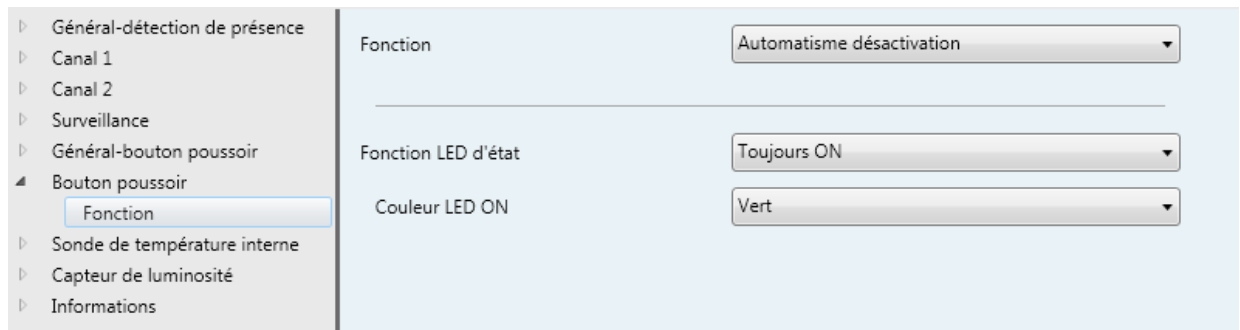 Général-détection de présence
Canal 1
Canal 2
Surveillance
Général-bouton poussoir
Bouton poussoir
Fonction
Sonde de température interne
Capteur de luminosité
Informations
Fonction
Automatisme désactivation
Fonction LED d'état
Toujours ON
Couleur LED ON
Vert